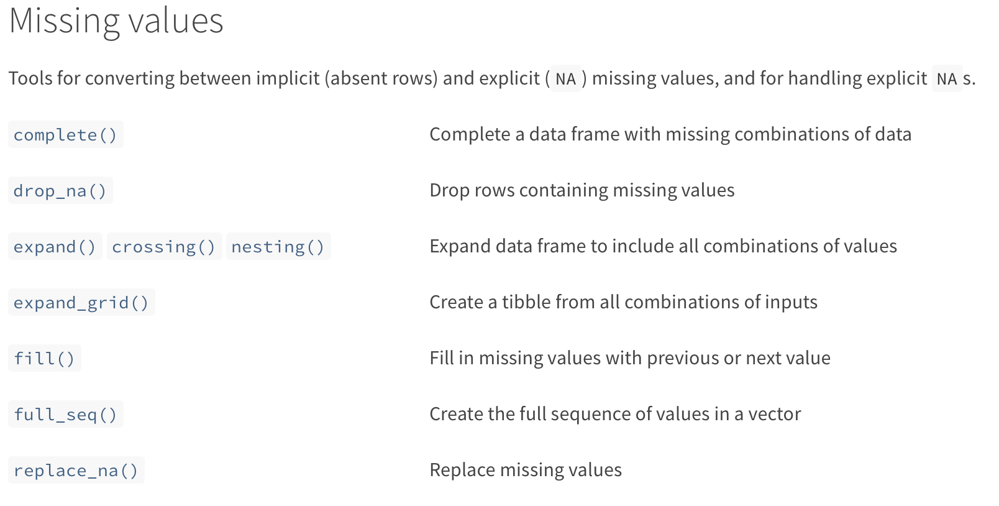 Missing values
Tools for converting between implicit (absent rows) and explicit (NA) missing values, and for handling explicit NAs.
complete() Complete a data frame with missing combinations of data
drop_na() Drop rows containing missing values
expand() crossing() nesting() Expand data frame to include all combinations of values
expand_grid() Create a tibble from all combinations of inputs
fill() Fill in missing values with previous or next value
full_seq() Create the full sequence of values in a vector
replace_na() Replace missing values